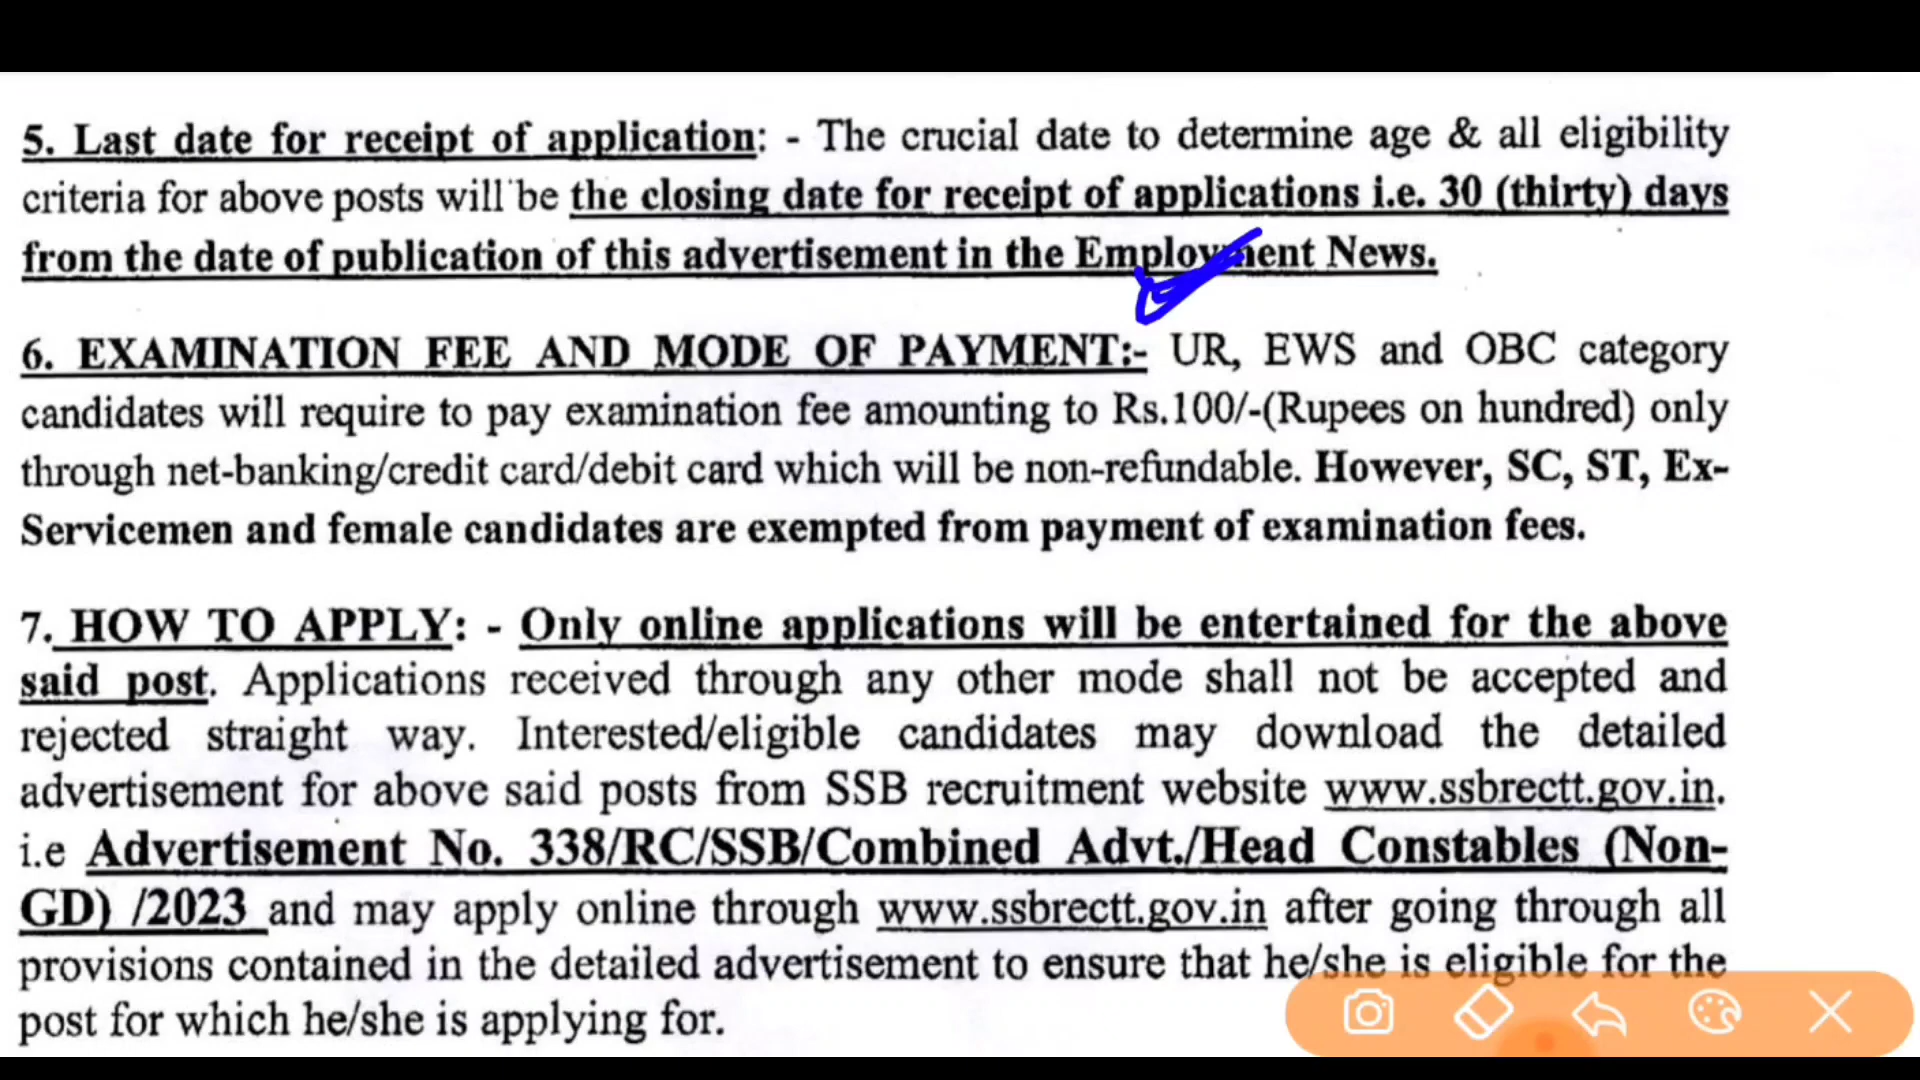 5. Last date for receipt of application: - The crucial date to determine age & all eligibility
criteria for above posts will be the closing date for receipt of applications i.e. 30 (thirty) days
from the date of publication of this advertisement in the Employment News.
6. EXAMINATION FEE AND MODE OF PAYMENT:- UR, EWS and OBC category
candidates will require to pay examination fee amounting to Rs.100/-(Rupees on hundred) only
through net-banking/credit card/debit card which will be non-refundable. However, SC, ST, Ex-
Servicemen and female candidates are exempted from payment of examination fees.
7. HOW TO APPLY: - Only online applications will be entertained for the above
said post. Applications received through any other mode shall not be accepted and
rejected straight way. Interested/eligible candidates may download the detailed
advertisement for above said posts from SSB recruitment website www.ssbrectt.gov.in.
i.e Advertisement No. 338/RC/SSB/Combined Advt./Head Constables (Non-
GD) /2023 and may apply online through www.ssbrectt.gov.in after going through all
provisions contained in the detailed advertisement to ensure that he/she is eligible for the
post for which he/she is applying for.